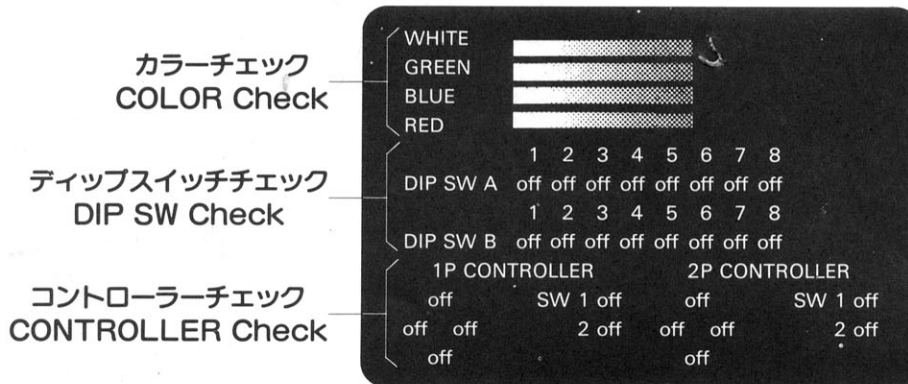 カラーチェック
COLOR Check
WHITE
GREEN
BLUE
RED
ディップスイッチチェック
DIP SW Check
1 2 3 4 5 6 7 8
DIP SW A off off off off off off off off
1 2 3 4 5 6 7 8
DIP SW B off off off off off off off off
コントローラーチェック
CONTROLLER Check
1P CONTROLLER 2P CONTROLLER
off SW 1 off off SW 1 off
off off 2 off off off 2 off
off off